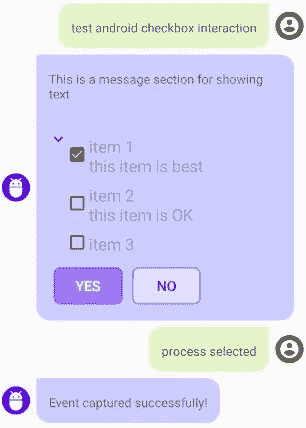 test android checkbox interaction
This is a message section for showing
text
item 1
this item is best
item 2
this item is OK
item 3
YES
NO
process selected
Event captured successfully!